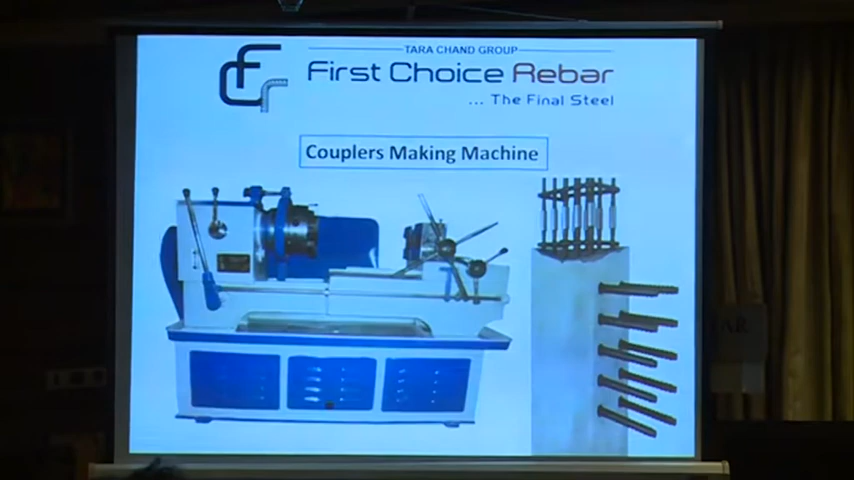 TARA CHAND GROUP
First Choice Rebar
... The Final Steel
Couplers Making Machine